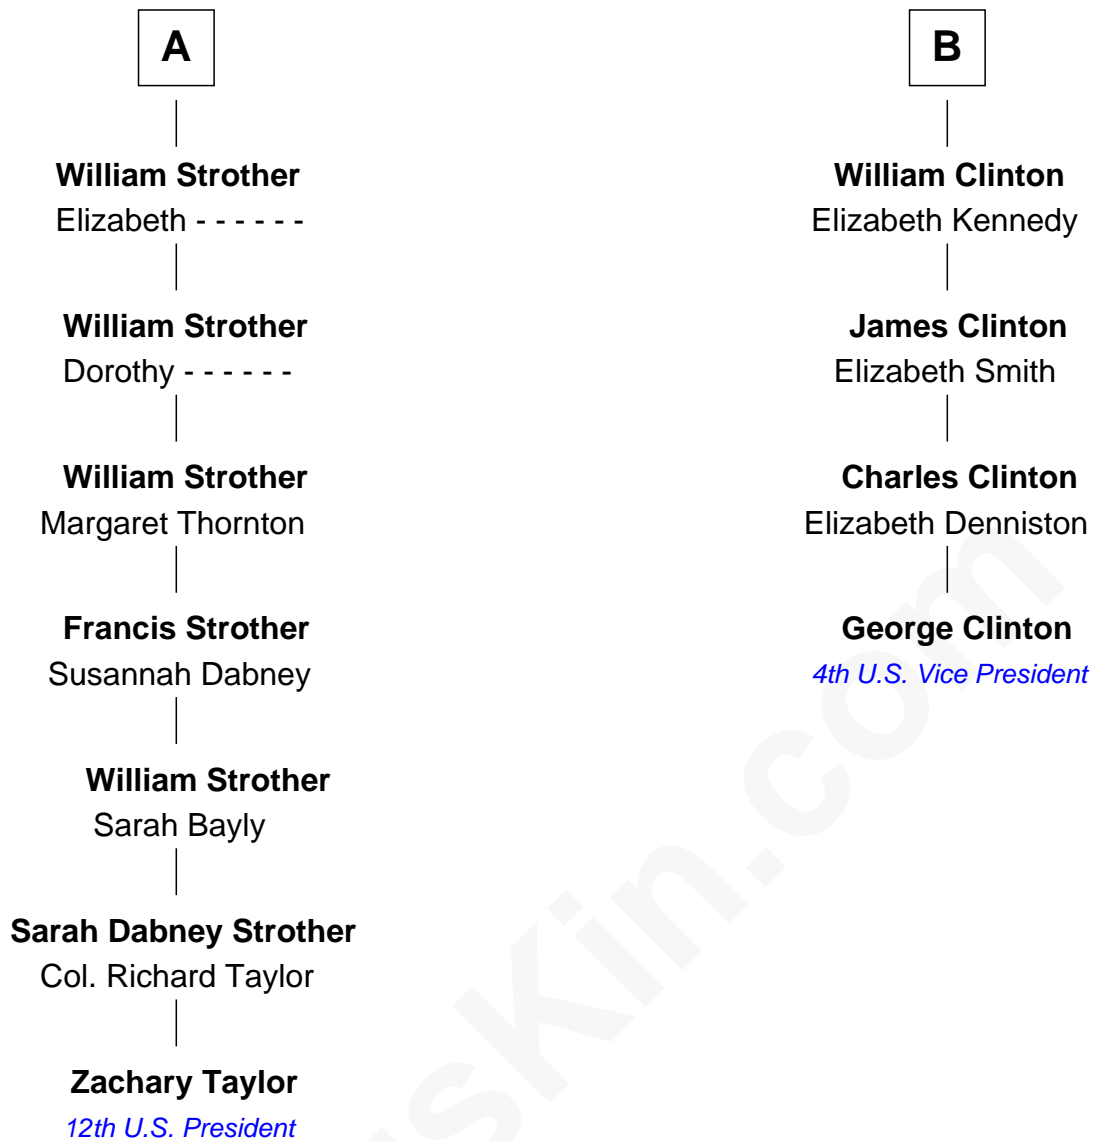 A
William Strother
Elizabeth - - - - - -
William Strother
Dorothy - - - - - -
William Strother
Margaret Thornton
Francis Strother
Susannah Dabney
William Strother
Sarah Bayly
Sarah Dabney Strother
Col. Richard Taylor
Zachary Taylor
12th U.S. President
B
William Clinton
Elizabeth Kennedy
James Clinton
Elizabeth Smith
Charles Clinton
Elizabeth Denniston
George Clinton
4th U.S. Vice President
sKin.com